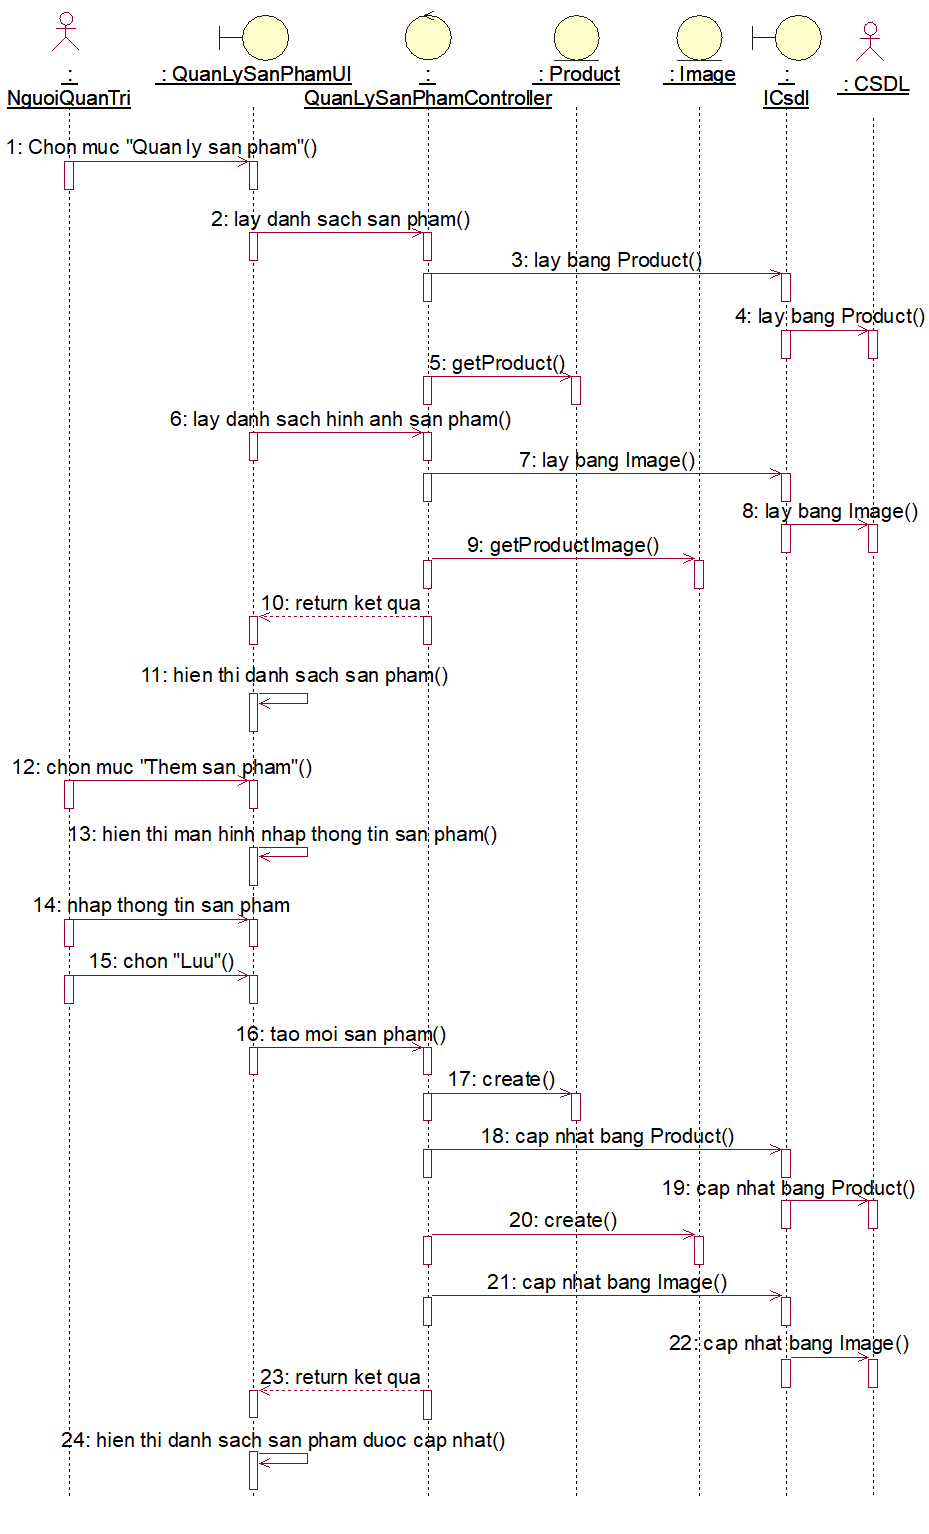 :
NguoiQuanTri
: QuanLySanPhamUI
:
QuanLySanPhamController
: Product
: Image
:
ICsdl
: CSDL
1: Chon muc "Quan ly san pham"()
2: lay danh sach san pham()
3: lay bang Product()
4: lay bang Product()
5: getProduct()
6: lay danh sach hinh anh san pham()
7: lay bang Image()
8: lay bang Image()
9: getProductImage()
10: return ket qua
11: hien thi danh sach san pham()
12: chon muc "Them san pham"()
13: hien thi man hinh nhap thong tin san pham()
14: nhap thong tin san pham
15: chon "Luu"()
16: tao moi san pham()
17: create()
18: cap nhat bang Product()
19: cap nhat bang Product()
20: create()
21: cap nhat bang Image()
22: cap nhat bang Image()
23: return ket qua
24: hien thi danh sach san pham duoc cap nhat()